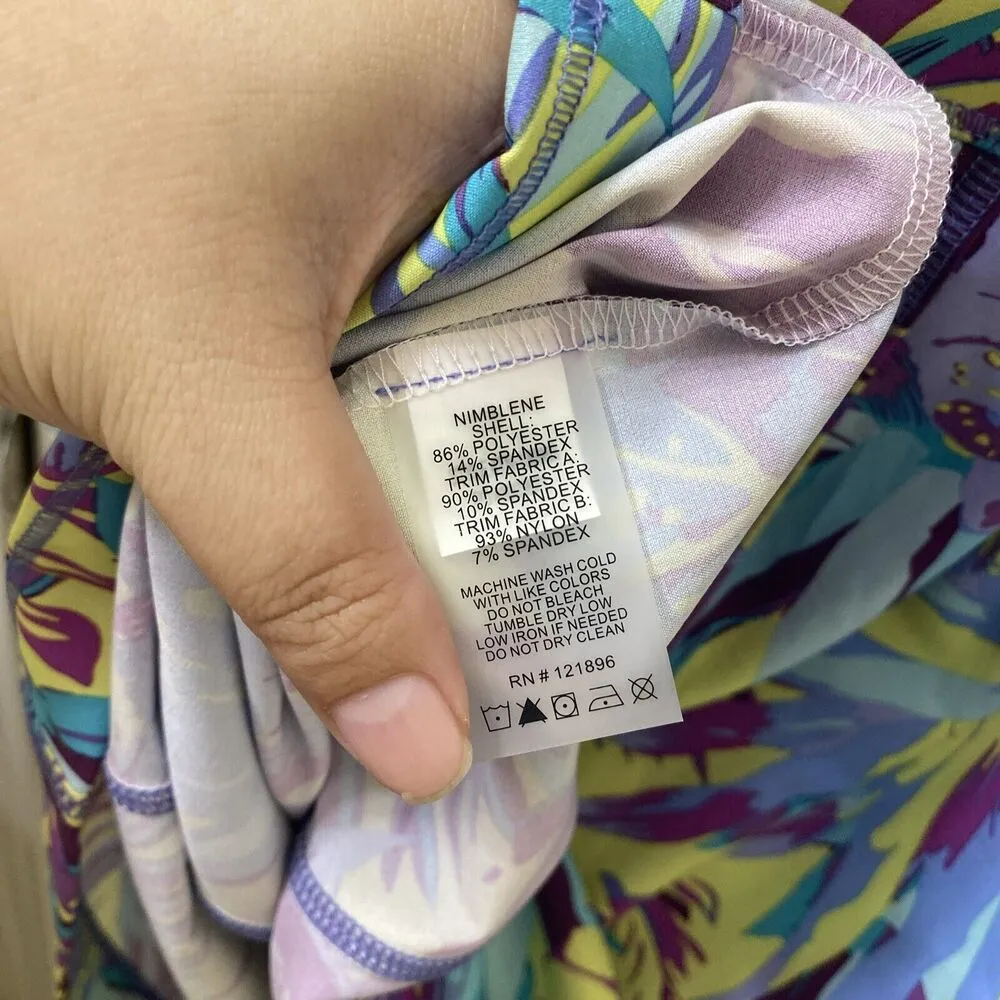 NIMBLENE
SHELL:
86% POLYESTER
14% SPANDEX
TRIM FABRIC A:
90% POLYESTER
10% SPANDEX
TRIM FABRIC B:
93% NYLON
7% SPANDEX
MACHINE WASH COLD
WITH LIKE COLORS
DO NOT BLEACH
TUMBLE DRY LOW
LOW IRON IF NEEDED
DO NOT DRY CLEAN
RN # 121896